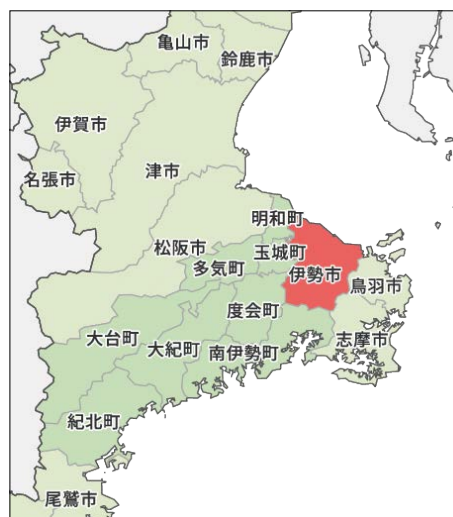 亀山市
鈴鹿市
伊賀市
津市
名張市
明和町
松阪市
玉城町
多気町
伊勢市
鳥羽市
度会町
大台町
志摩市
大紀町
南伊勢町
紀北町
尾鷲市